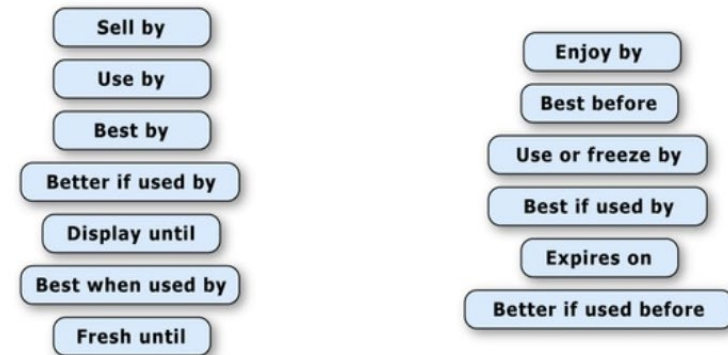 Sell by
Use by
Best by
Better if used by
Display until
Best when used by
Fresh until
Enjoy by
Best before
Use or freeze by
Best if used by
Expires on
Better if used before